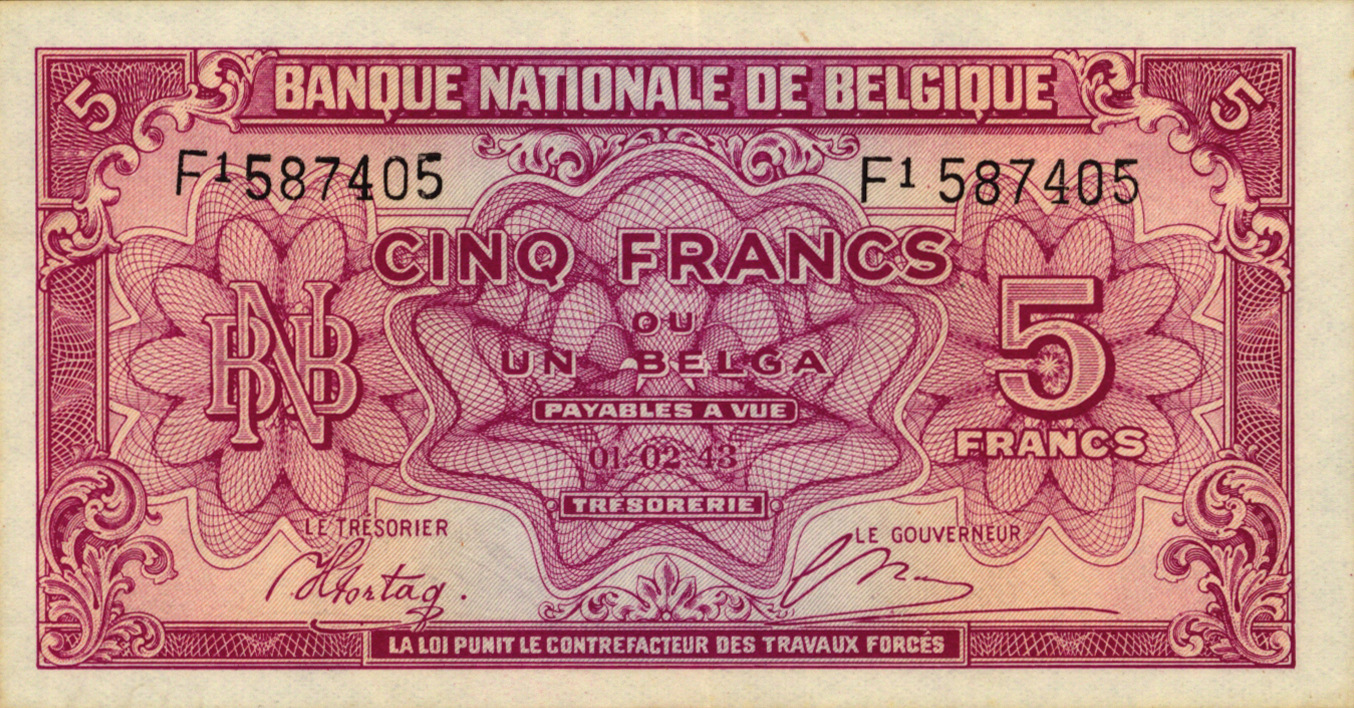 5 BANQUE NATIONALE DE BELGIQUE 5
F1 587405 F1 587405
CINQ FRANCS
OU
UN BELGA
BNB 5
PAYABLES A VUE
FRANCS
01-02-43
TRÉSORERIE
LE TRÉSORIER LE GOUVERNEUR
LA LOI PUNIT LE CONTREFACTEUR DES TRAVAUX FORCÉS